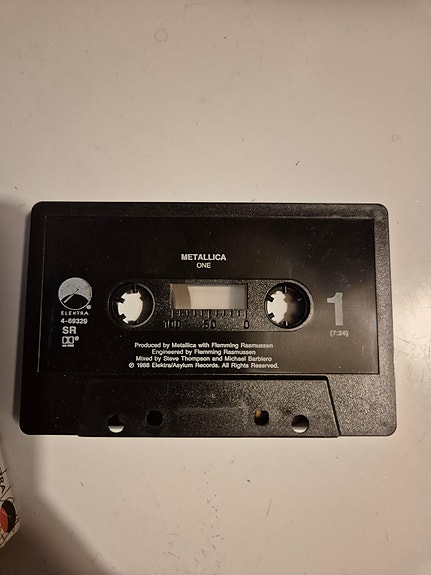 METALLICA
ONE
ELEKTRA
4-69329
SR
1
(7:24)
100 50 0
Produced by Metallica with Flemming Rasmussen
Engineered by Flemming Rasmussen
Mixed by Steve Thompson and Michael Barbiero
℗ 1988 Elektra/Asylum Records. All Rights Reserved.